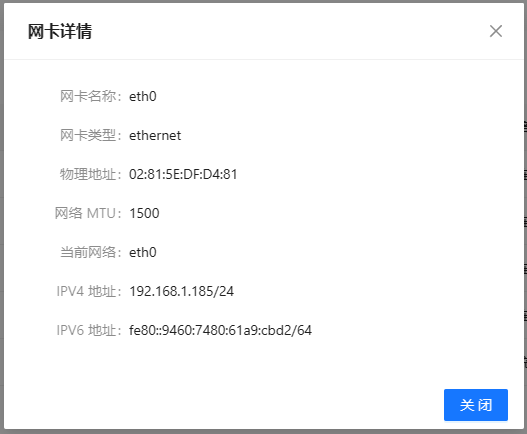 网卡详情
网卡名称：eth0
网卡类型：ethernet
物理地址：02:81:5E:DF:D4:81
网络 MTU：1500
当前网络：eth0
IPV4 地址：192.168.1.185/24
IPV6 地址：fe80::9460:7480:61a9:cbd2/64
关 闭